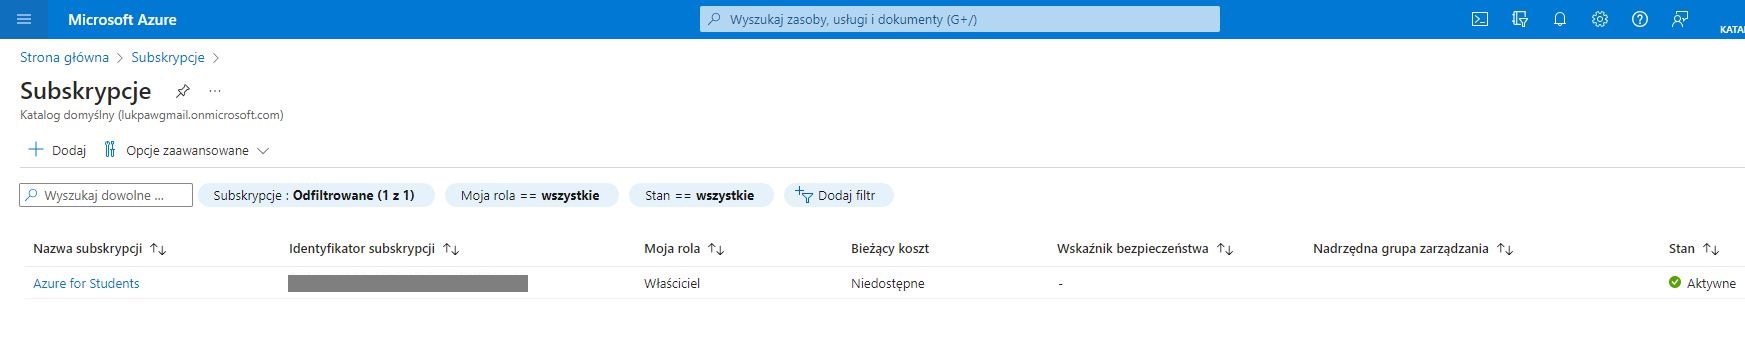 Microsoft Azure
Wyszukaj zasoby, usługi i dokumenty (G+/)
KATAL
Strona główna > Subskrypcje >
Subskrypcje ...
Katalog domyślny (lukpawgmail.onmicrosoft.com)
Dodaj Opcje zaawansowane
Wyszukaj dowolne ... Subskrypcje : Odfiltrowane (1 z 1) Moja rola == wszystkie Stan == wszystkie Dodaj filtr
Nazwa subskrypcji ↑↓ Identyfikator subskrypcji ↑↓ Moja rola ↑↓ Bieżący koszt Wskaźnik bezpieczeństwa ↑↓ Nadrzędna grupa zarządzania ↑↓ Stan ↑↓
Azure for Students Właściciel Niedostępne - Aktywne